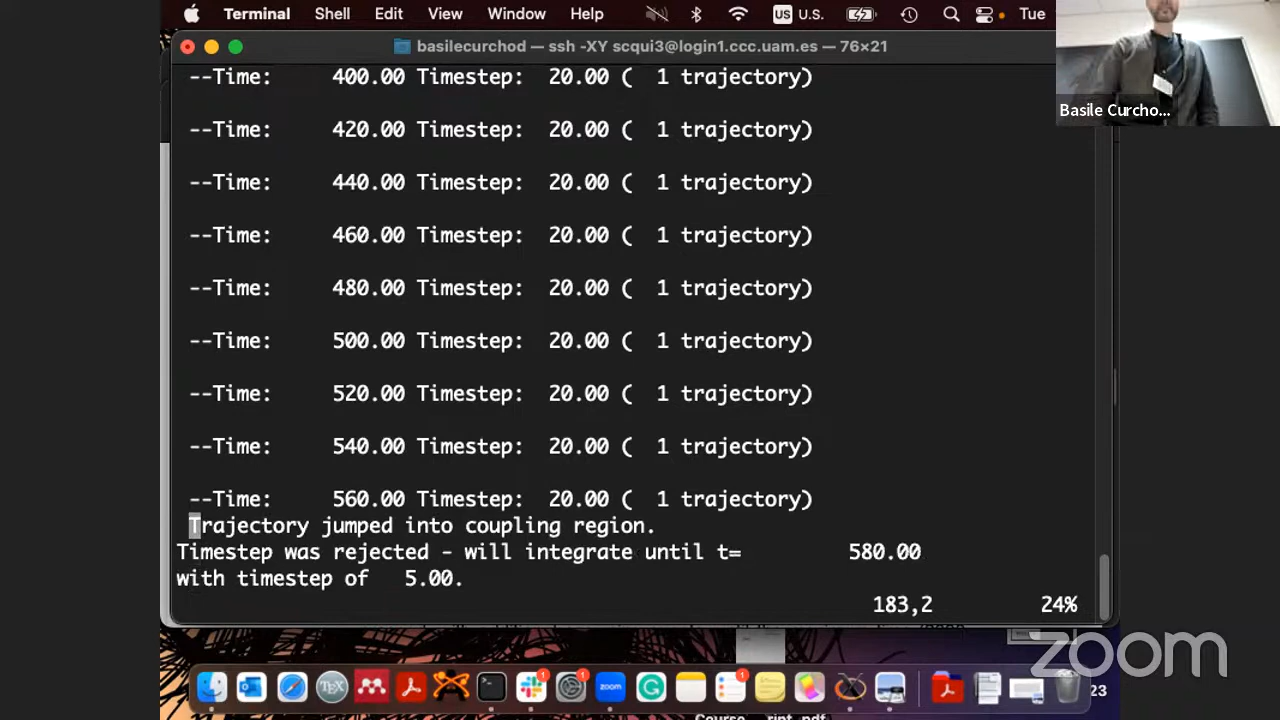 Terminal Shell Edit View Window Help US U.S. Tue
basilecurchod — ssh -XY scqui3@login1.ccc.uam.es — 76×21
--Time: 400.00 Timestep: 20.00 ( 1 trajectory)
--Time: 420.00 Timestep: 20.00 ( 1 trajectory)
Basile Curcho...
--Time: 440.00 Timestep: 20.00 ( 1 trajectory)
--Time: 460.00 Timestep: 20.00 ( 1 trajectory)
--Time: 480.00 Timestep: 20.00 ( 1 trajectory)
--Time: 500.00 Timestep: 20.00 ( 1 trajectory)
--Time: 520.00 Timestep: 20.00 ( 1 trajectory)
--Time: 540.00 Timestep: 20.00 ( 1 trajectory)
--Time: 560.00 Timestep: 20.00 ( 1 trajectory)
Trajectory jumped into coupling region.
Timestep was rejected - will integrate until t= 580.00
with timestep of 5.00.
183,2 24%
zoom
TEX 1 1 zoom 1 23